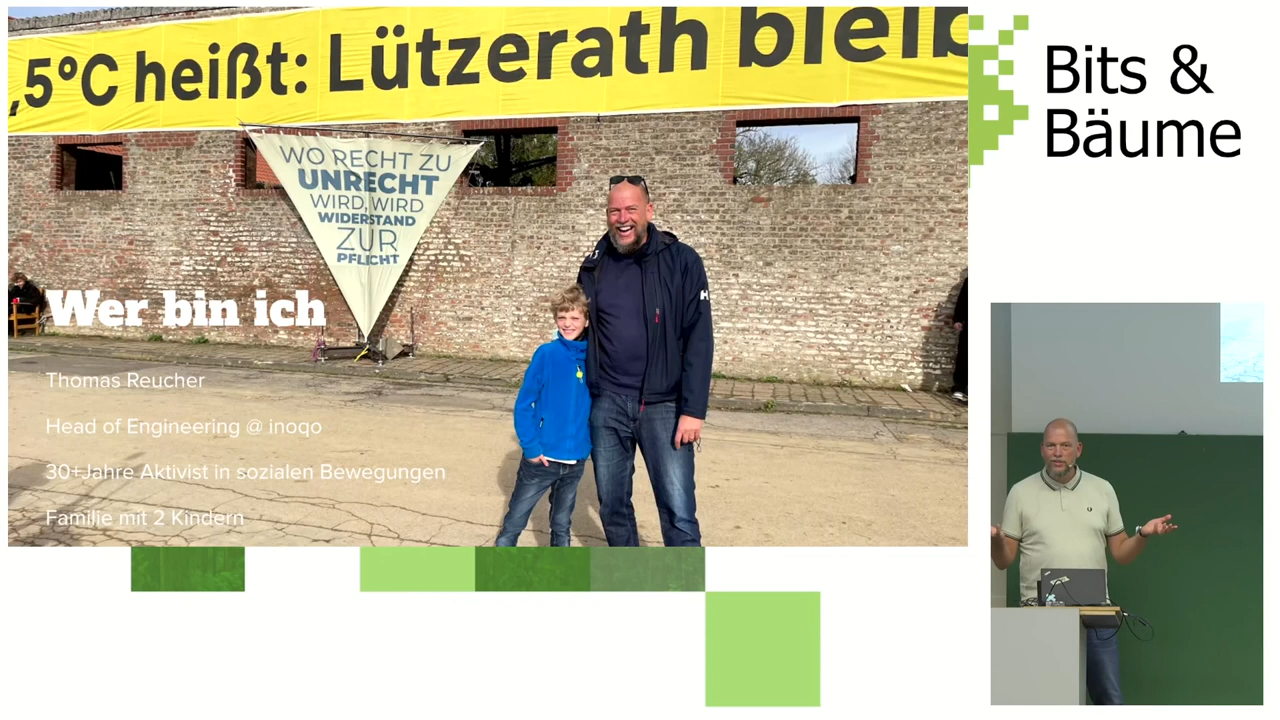 ,5°C heißt: Lützerath bleib
WO RECHT ZU
UNRECHT
WIRD, WIRD
WIDERSTAND
ZUR
PFLICHT
Wer bin ich
Thomas Reucher
Head of Engineering @ inoqo
30+Jahre Aktivist in sozialen Bewegungen
Familie mit 2 Kindern
Bits &
Bäume